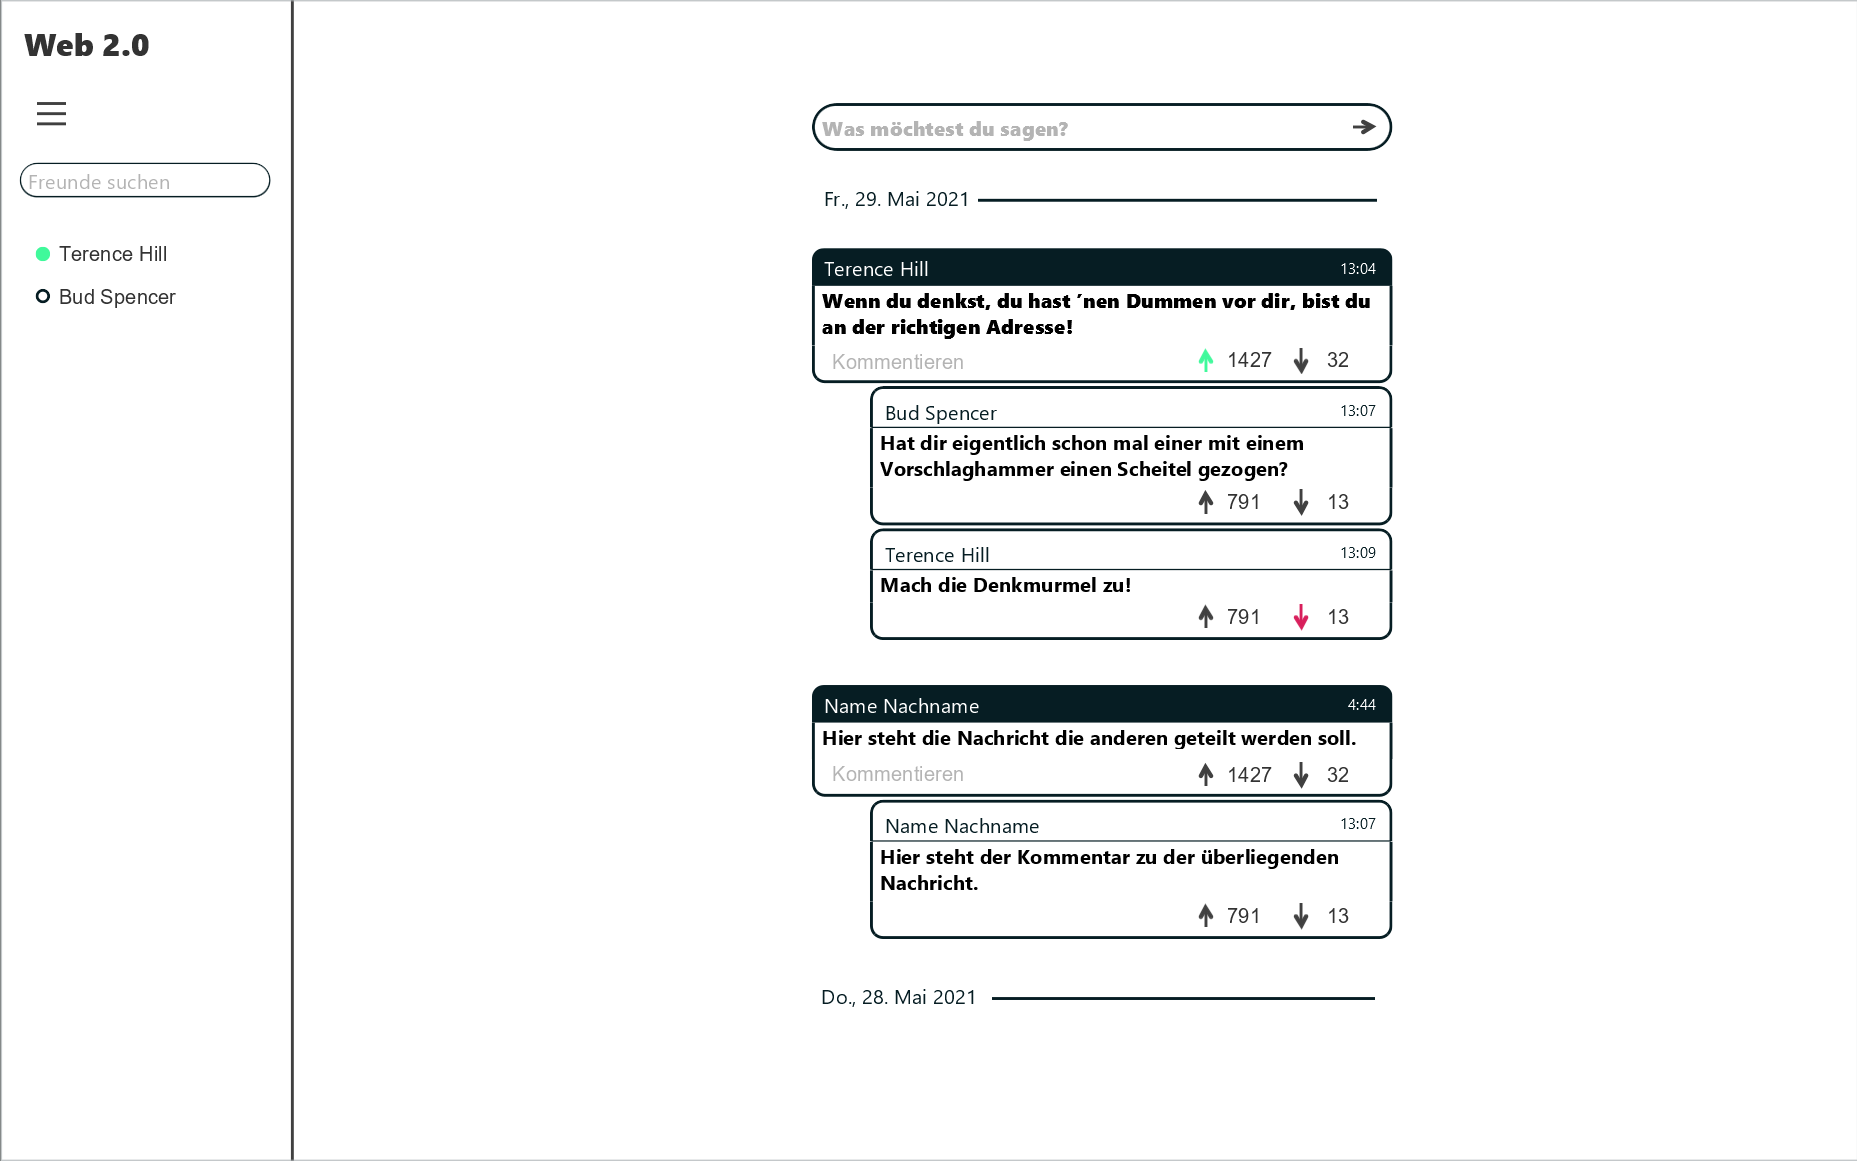 Web 2.0
Freunde suchen
Terence Hill
Bud Spencer
Was möchtest du sagen?
Fr., 29. Mai 2021
Terence Hill 13:04
Wenn du denkst, du hast ´nen Dummen vor dir, bist du
an der richtigen Adresse!
Kommentieren 1427 32
Bud Spencer 13:07
Hat dir eigentlich schon mal einer mit einem
Vorschlaghammer einen Scheitel gezogen?
791 13
Terence Hill 13:09
Mach die Denkmurmel zu!
791 13
Name Nachname 4:44
Hier steht die Nachricht die anderen geteilt werden soll.
Kommentieren 1427 32
Name Nachname 13:07
Hier steht der Kommentar zu der überliegenden
Nachricht.
791 13
Do., 28. Mai 2021